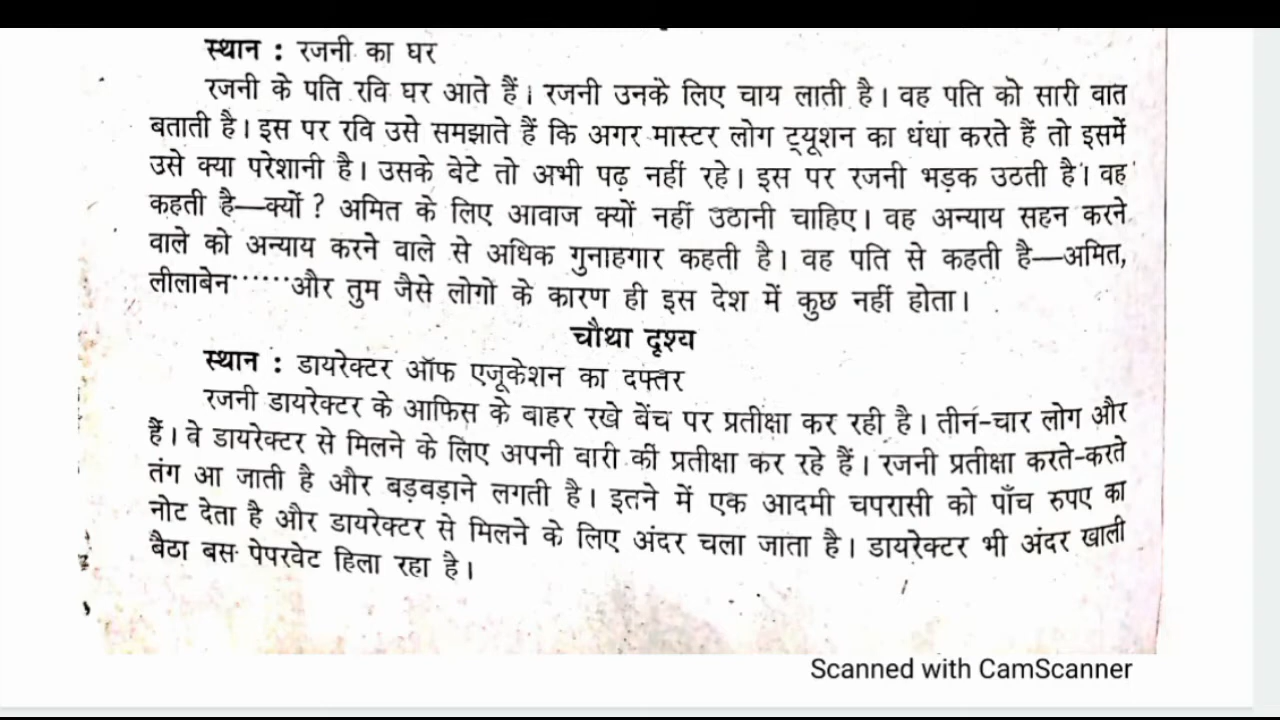 स्थान : रजनी का घर
रजनी के पति रवि घर आते हैं। रजनी उनके लिए चाय लाती है। वह पति को सारी वात
बताती है। इस पर रवि उसे समझाते हैं कि अगर मास्टर लोग ट्यूशन का धंधा करते हैं तो इसमें
उसे क्या परेशानी है। उसके बेटे तो अभी पढ़ नहीं रहे। इस पर रजनी भड़क उठती है। वह
कहती है—क्यों ? अमित के लिए आवाज क्यों नहीं उठानी चाहिए। वह अन्याय सहन करने
वाले को अन्याय करने वाले से अधिक गुनाहगार कहती है। वह पति से कहती है—अमित,
लीलाबेन······और तुम जैसे लोगों के कारण ही इस देश में कुछ नहीं होता।
चौथा दृश्य
स्थान : डायरेक्टर ऑफ एजूकेशन का दफ्तर
रजनी डायरेक्टर के आफिस के बाहर रखे बेंच पर प्रतीक्षा कर रही है। तीन-चार लोग और
हैं। वे डायरेक्टर से मिलने के लिए अपनी वारी की प्रतीक्षा कर रहे हैं। रजनी प्रतीक्षा करते-करते
तंग आ जाती है और बड़वड़ाने लगती है। इतने में एक आदमी चपरासी को पाँच रुपए का
नोट देता है और डायरेक्टर से मिलने के लिए अंदर चला जाता है। डायरेक्टर भी अंदर खाली
बैठा बस पेपरवेट हिला रहा है।
Scanned with CamScanner